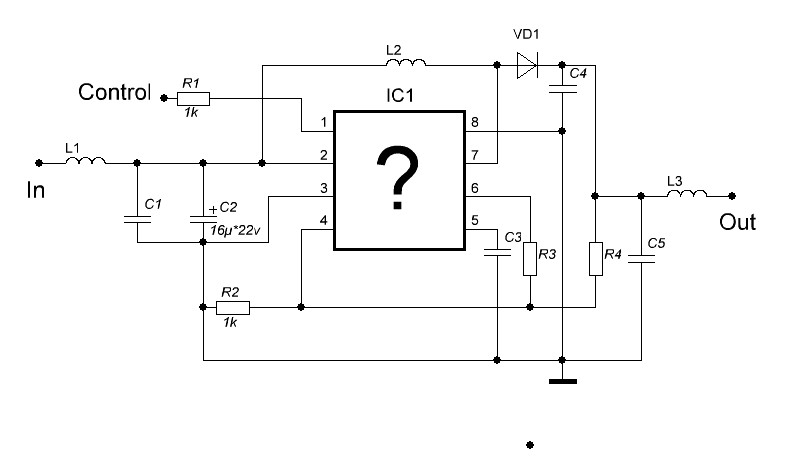 VD1
L2
C4
R1
Control
1k
IC1
1
8
L1
2
?
7
In
3
6
L3
C1
+
C2
16µ*22v
4
5
Out
C3
R3
R4
C5
R2
1k